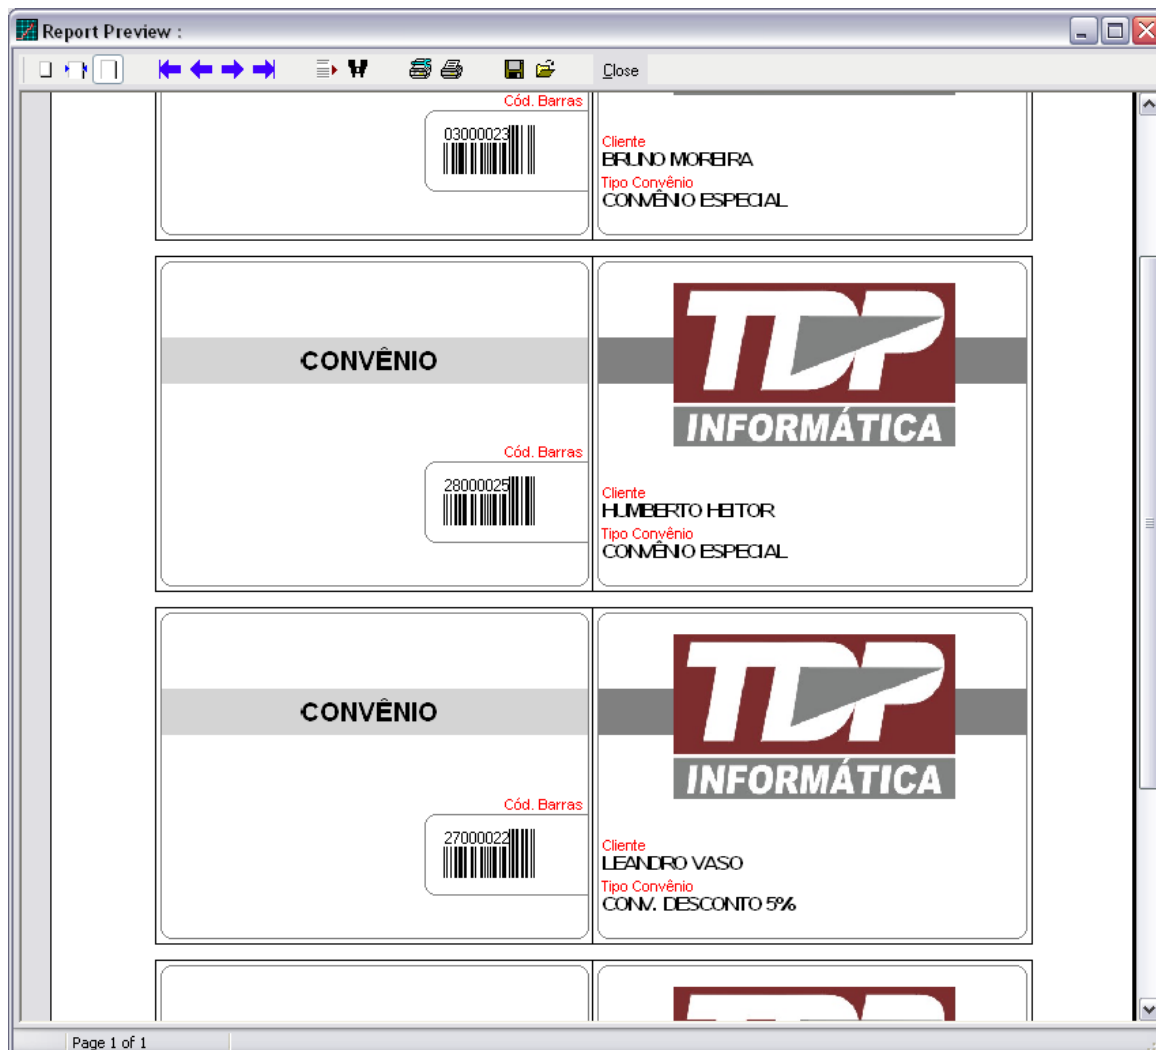 Report Preview :
Close
Cód. Barras
03000023
Cliente
BRUNO MOREIRA
Tipo Convênio
CONVÊNIO ESPECIAL
CONVÊNIO
TDP
INFORMÁTICA
Cód. Barras
28000025
Cliente
HUMBERTO HEITOR
Tipo Convênio
CONVÊNIO ESPECIAL
CONVÊNIO
TDP
INFORMÁTICA
Cód. Barras
27000022
Cliente
LEANDRO VASO
Tipo Convênio
CONV. DESCONTO 5%
Page 1 of 1